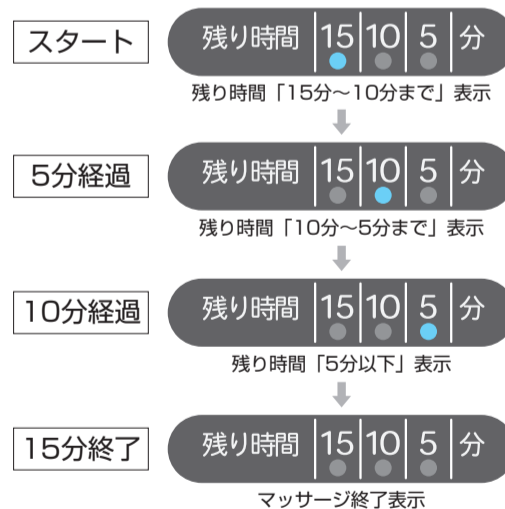 スタート
残り時間 15 10 5 分
残り時間「15分〜10分まで」表示
5分経過
残り時間 15 10 5 分
残り時間「10分〜5分まで」表示
10分経過
残り時間 15 10 5 分
残り時間「5分以下」表示
15分終了
残り時間 15 10 5 分
マッサージ終了表示